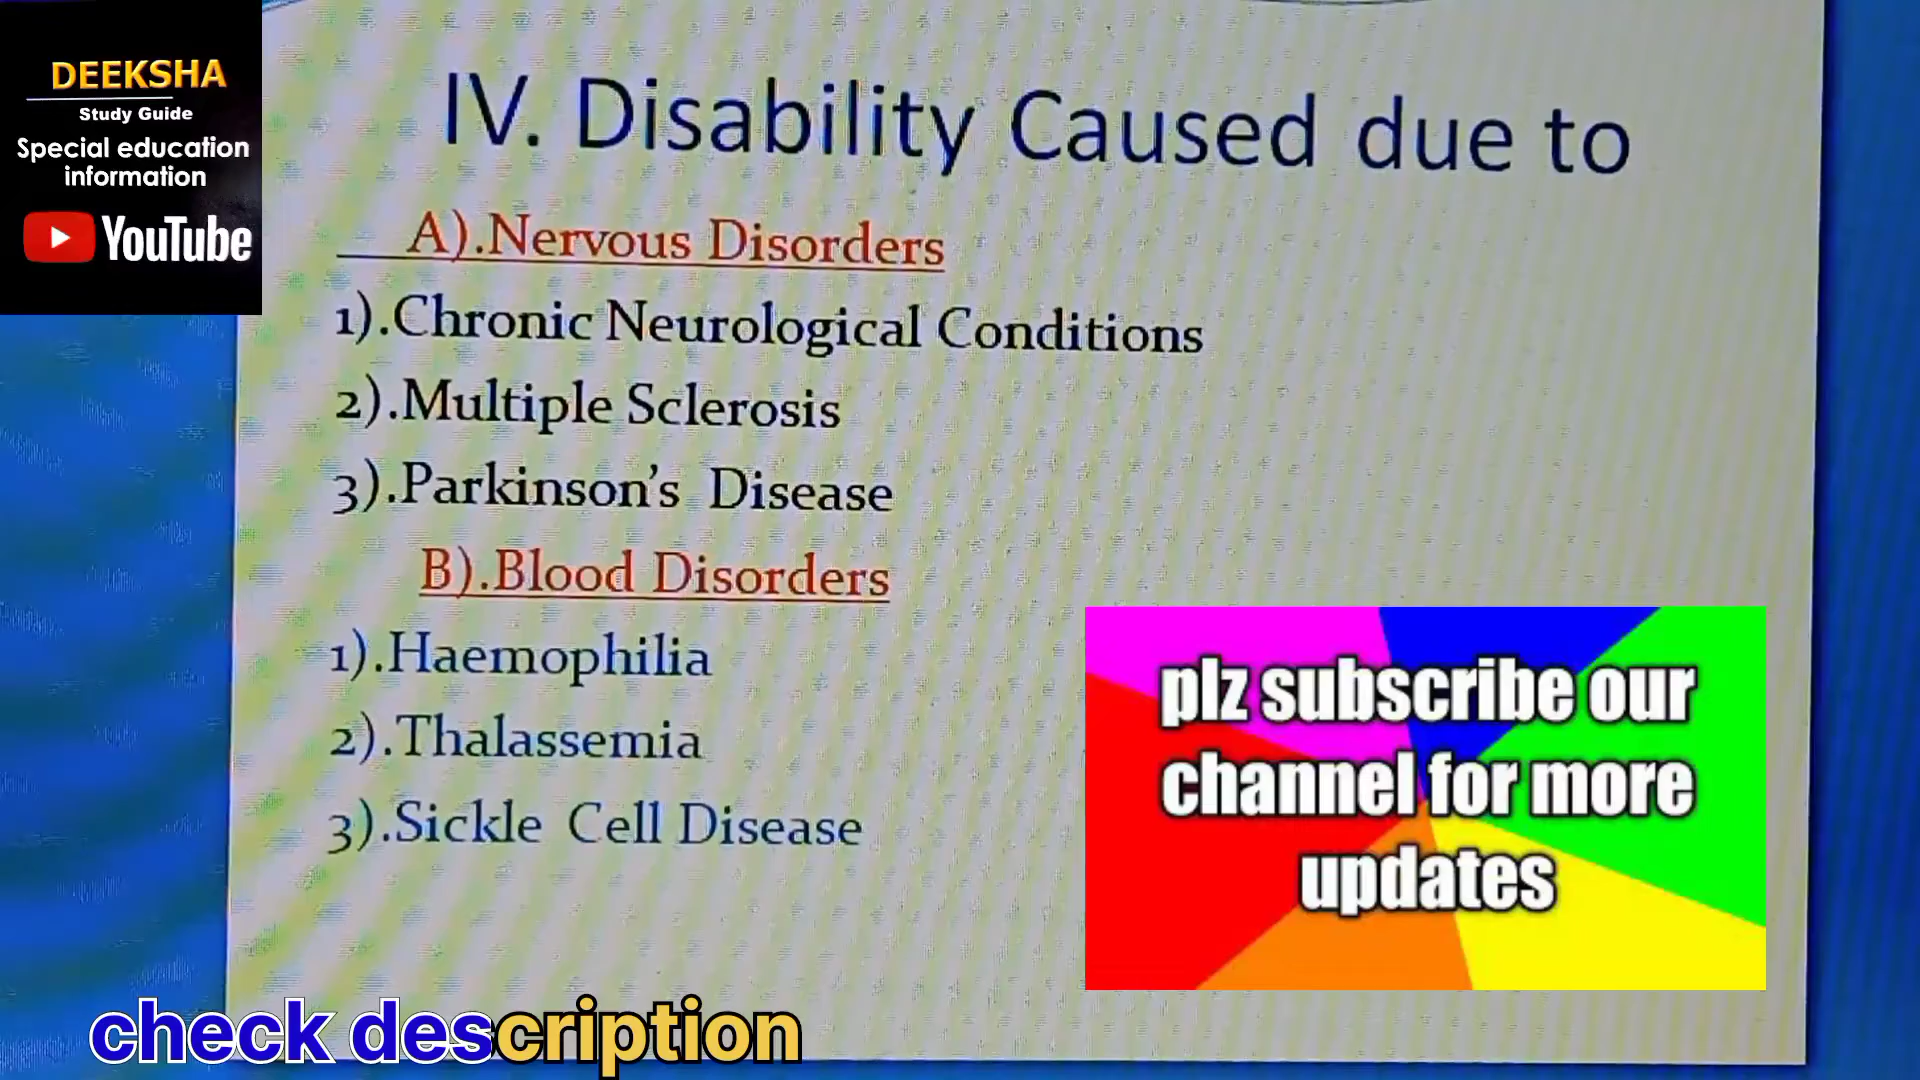 DEEKSHA
Study Guide
Special education
information
YouTube
IV. Disability Caused due to
A).Nervous Disorders
1).Chronic Neurological Conditions
2).Multiple Sclerosis
3).Parkinson's Disease
B).Blood Disorders
1).Haemophilia
2).Thalassemia
3).Sickle Cell Disease
plz subscribe our
channel for more
updates
check description